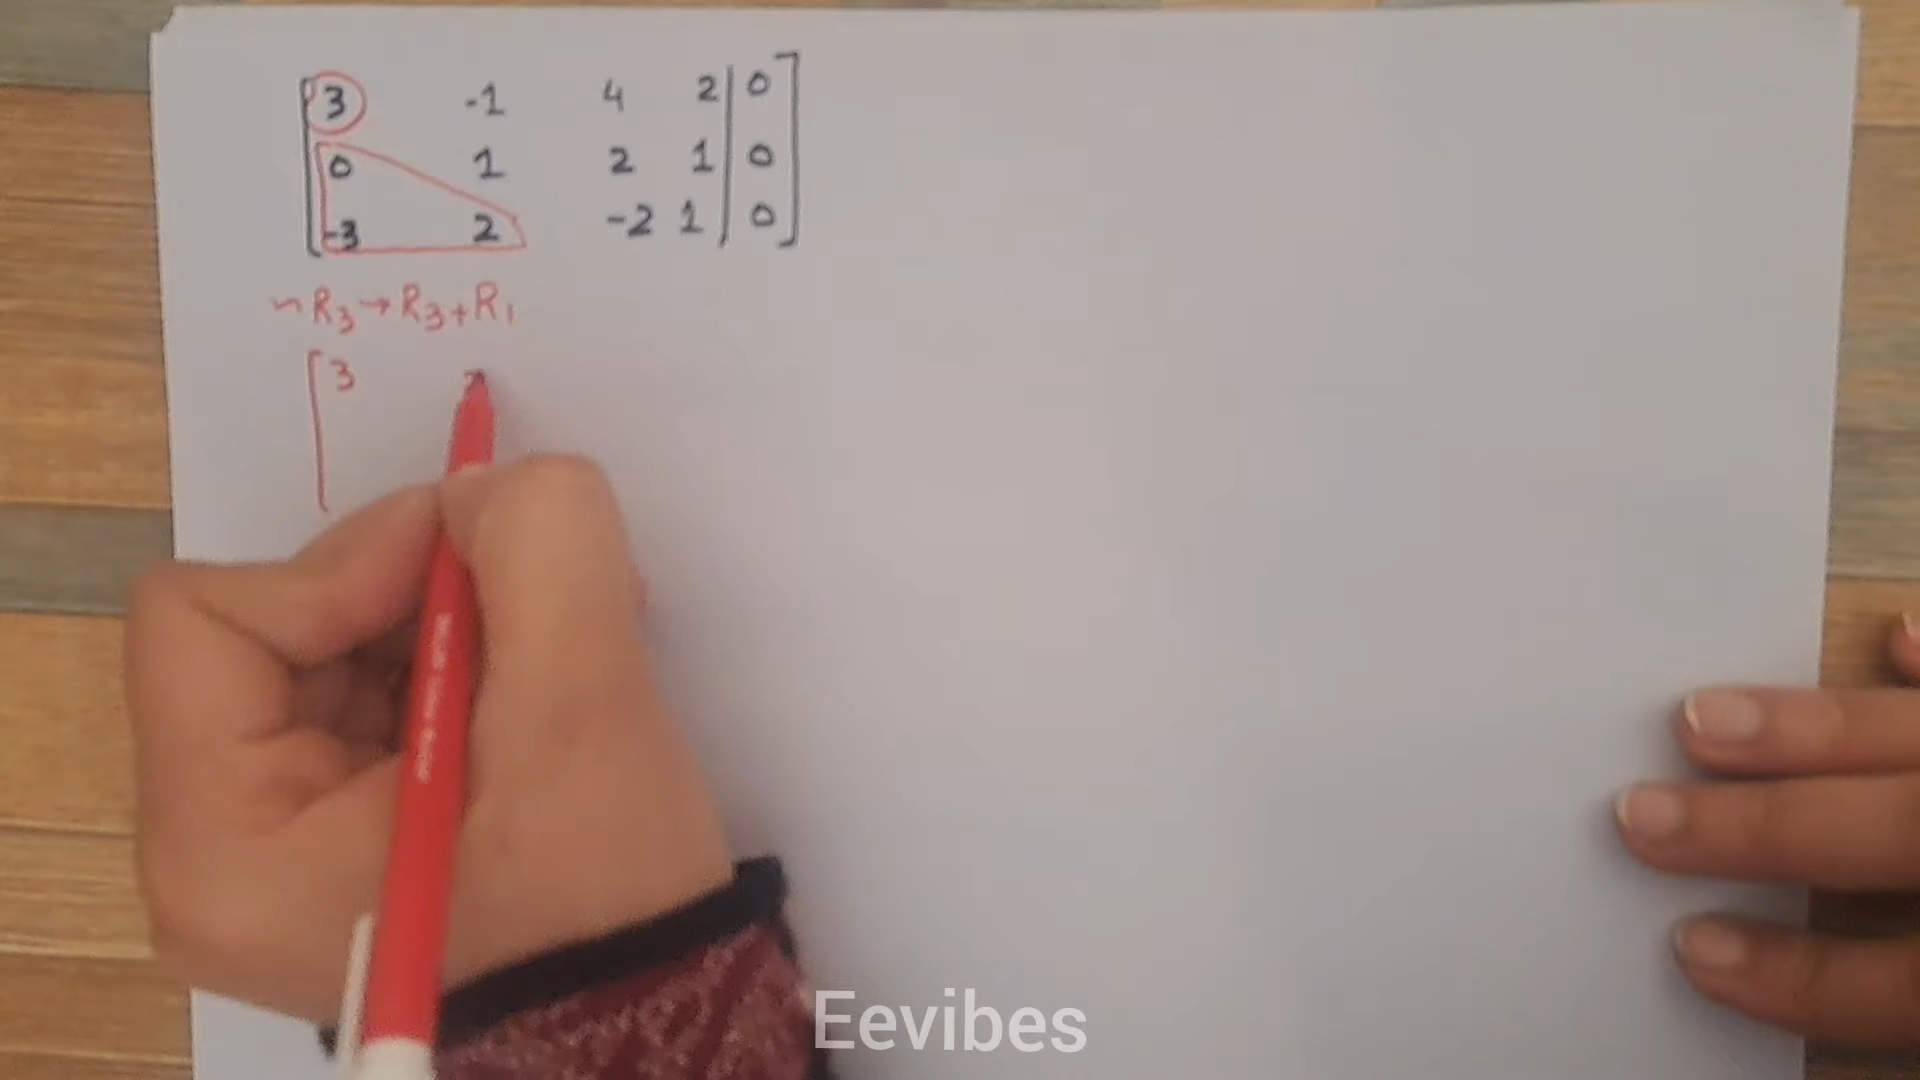 3 -1 4 2 0
0 1 2 1 0
-3 2 -2 1 0
~R₃→R₃+R₁
3
Eevibes